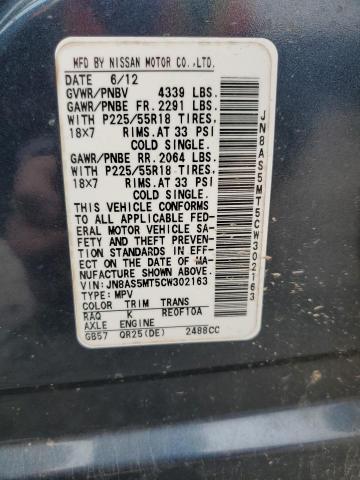 MFD BY NISSAN MOTOR CO.,LTD.
DATE 6/12
GVWR/PNBV 4339 LBS.
GAWR/PNBE FR. 2291 LBS.
WITH P225/55R18 TIRES,
18X7 RIMS.AT 33 PSI
COLD SINGLE.
GAWR/PNBE RR. 2064 LBS.
WITH P225/55R18 TIRES,
18X7 RIMS.AT 33 PSI
COLD SINGLE.
THIS VEHICLE CONFORMS
TO ALL APPLICABLE FED-
ERAL MOTOR VEHICLE SA-
FETY AND THEFT PREVEN-
TION STANDARDS IN EFF-
ECT ON THE DATE OF MA-
NUFACTURE SHOWN ABOVE.
VIN:JN8AS5MT5CW302163
TYPE:MPV
COLOR TRIM TRANS
RAQ K RE0F10A
AXLE ENGINE
GB57 QR25(DE) 2488CC
JN8AS5MT5CW302163